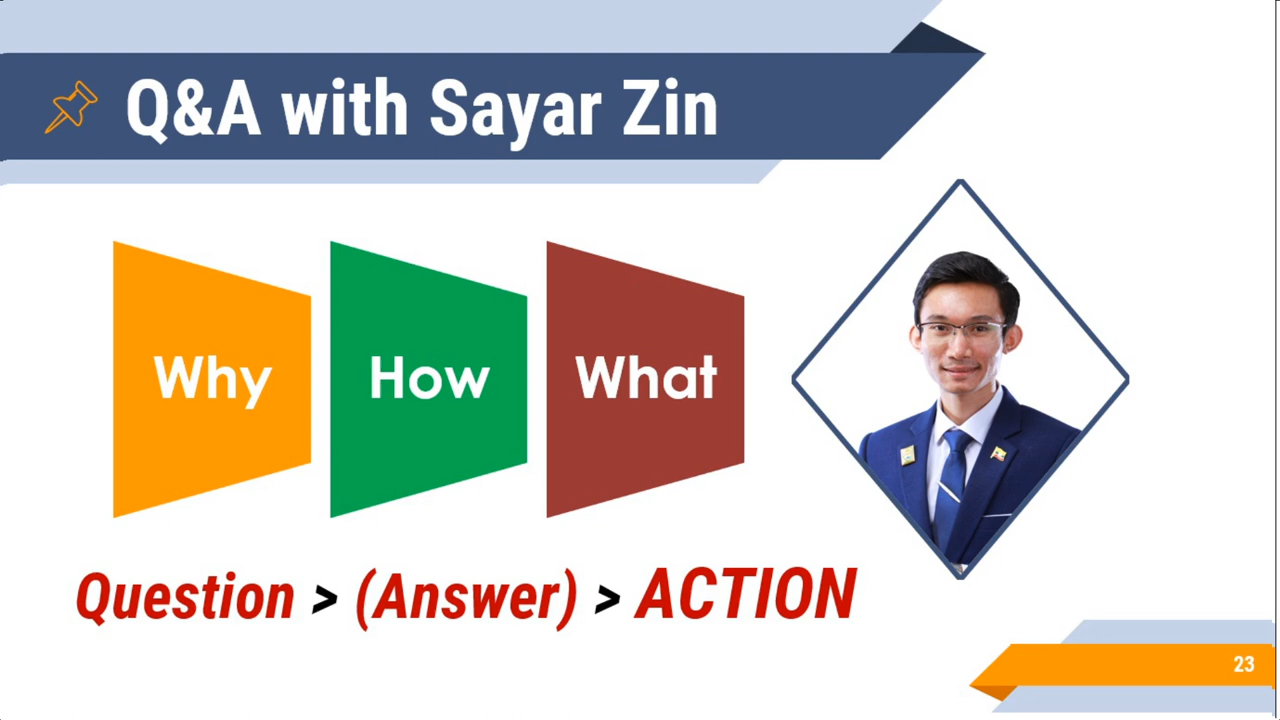 Q&A with Sayar Zin
Why How What
Question > (Answer) > ACTION
23